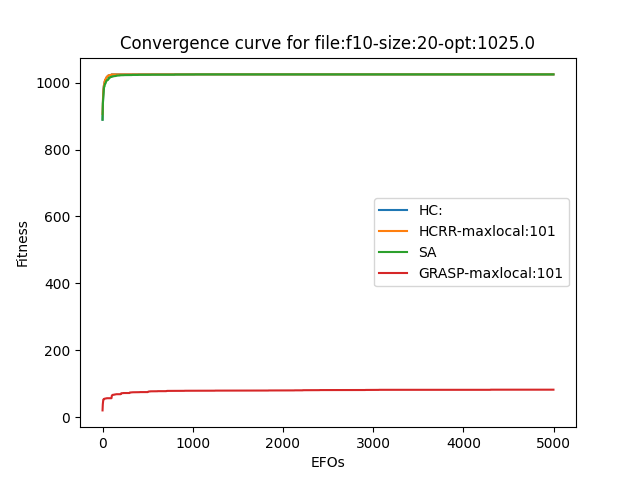 Convergence curve for file:f10-size:20-opt:1025.0
1000
800
600
400
200
0
Fitness
HC:
HCRR-maxlocal:101
SA
GRASP-maxlocal:101
0 1000 2000 3000 4000 5000
EFOs